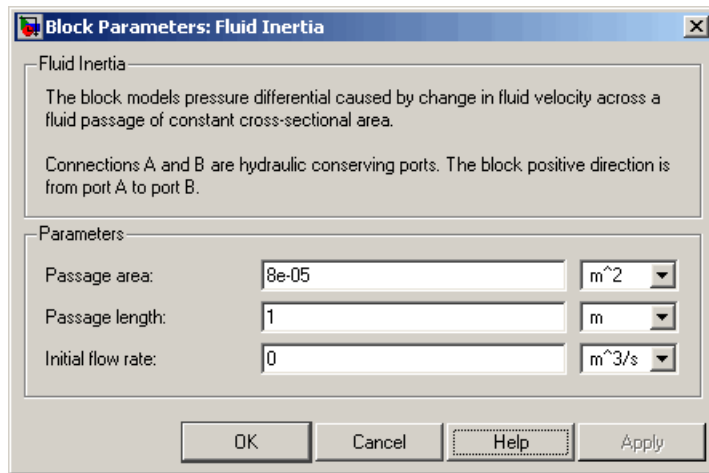 Block Parameters: Fluid Inertia
Fluid Inertia
The block models pressure differential caused by change in fluid velocity across a
fluid passage of constant cross-sectional area.
Connections A and B are hydraulic conserving ports. The block positive direction is
from port A to port B.
Parameters
Passage area: 8e-05 m^2
Passage length: 1 m
Initial flow rate: 0 m^3/s
OK Cancel Help Apply